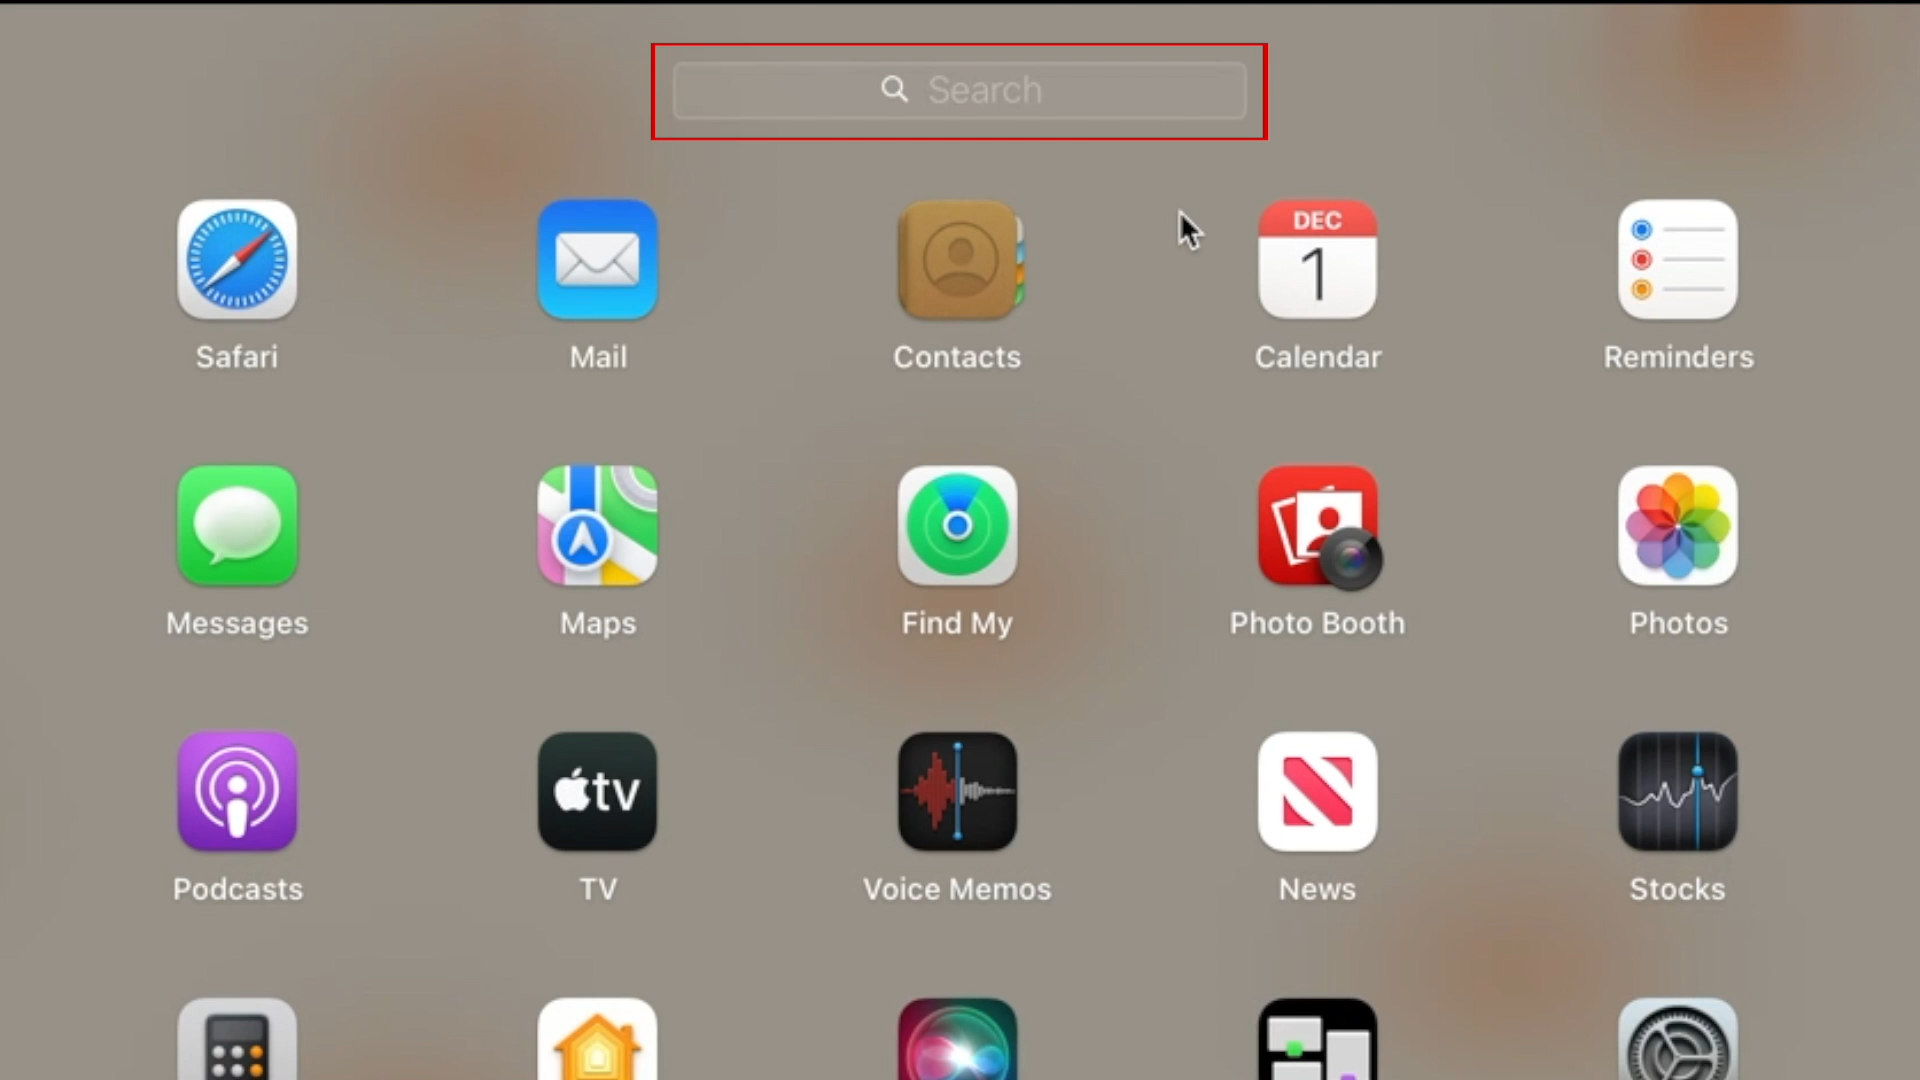 Search
DEC
1
Safari
Mail
Contacts
Calendar
Reminders
Messages
Maps
Find My
Photo Booth
Photos
tv
Podcasts
TV
Voice Memos
News
Stocks